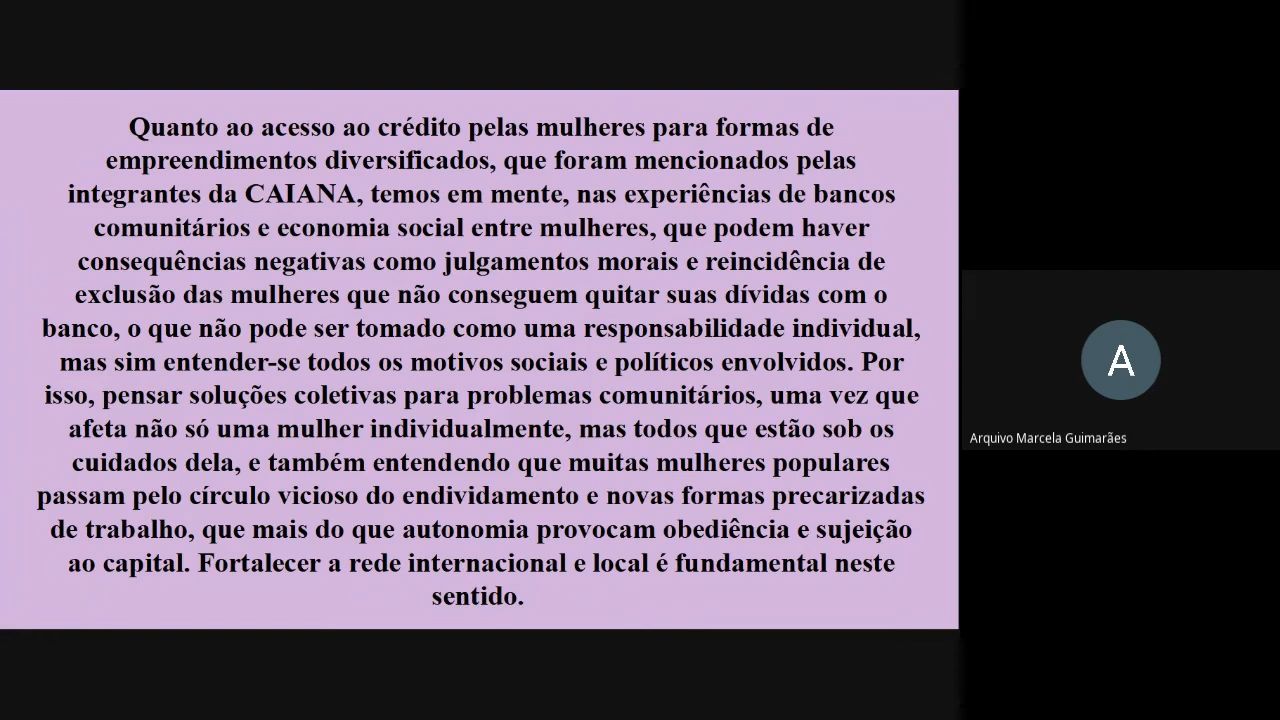 Quanto ao acesso ao crédito pelas mulheres para formas de
empreendimentos diversificados, que foram mencionados pelas
integrantes da CAIANA, temos em mente, nas experiências de bancos
comunitários e economia social entre mulheres, que podem haver
consequências negativas como julgamentos morais e reincidência de
exclusão das mulheres que não conseguem quitar suas dívidas com o
banco, o que não pode ser tomado como uma responsabilidade individual,
mas sim entender-se todos os motivos sociais e políticos envolvidos. Por
isso, pensar soluções coletivas para problemas comunitários, uma vez que
afeta não só uma mulher individualmente, mas todos que estão sob os
cuidados dela, e também entendendo que muitas mulheres populares
passam pelo círculo vicioso do endividamento e novas formas precarizadas
de trabalho, que mais do que autonomia provocam obediência e sujeição
ao capital. Fortalecer a rede internacional e local é fundamental neste
sentido.
A
Arquivo Marcela Guimarães